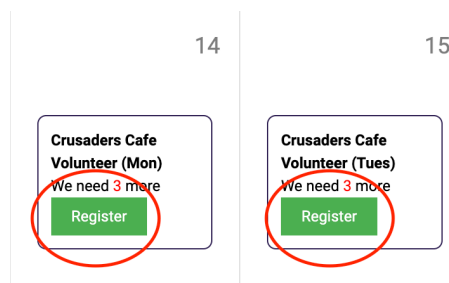 14
Crusaders Cafe
Volunteer (Mon)
We need 3 more
Register
15
Crusaders Cafe
Volunteer (Tues)
We need 3 more
Register